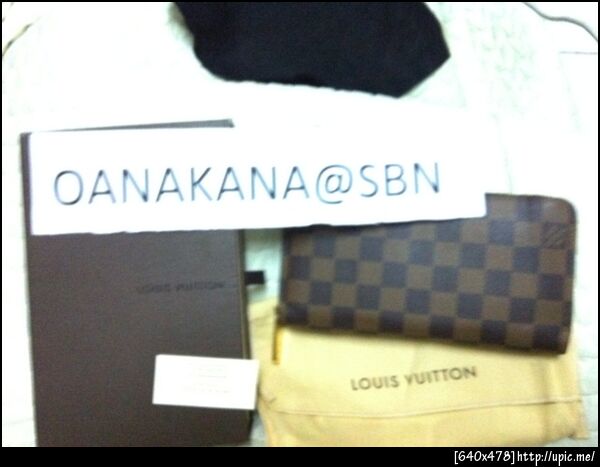 OANAKANA@SBN
LOUIS VUITTON
LOUIS VUITTON
[640x478]http://upic.me/